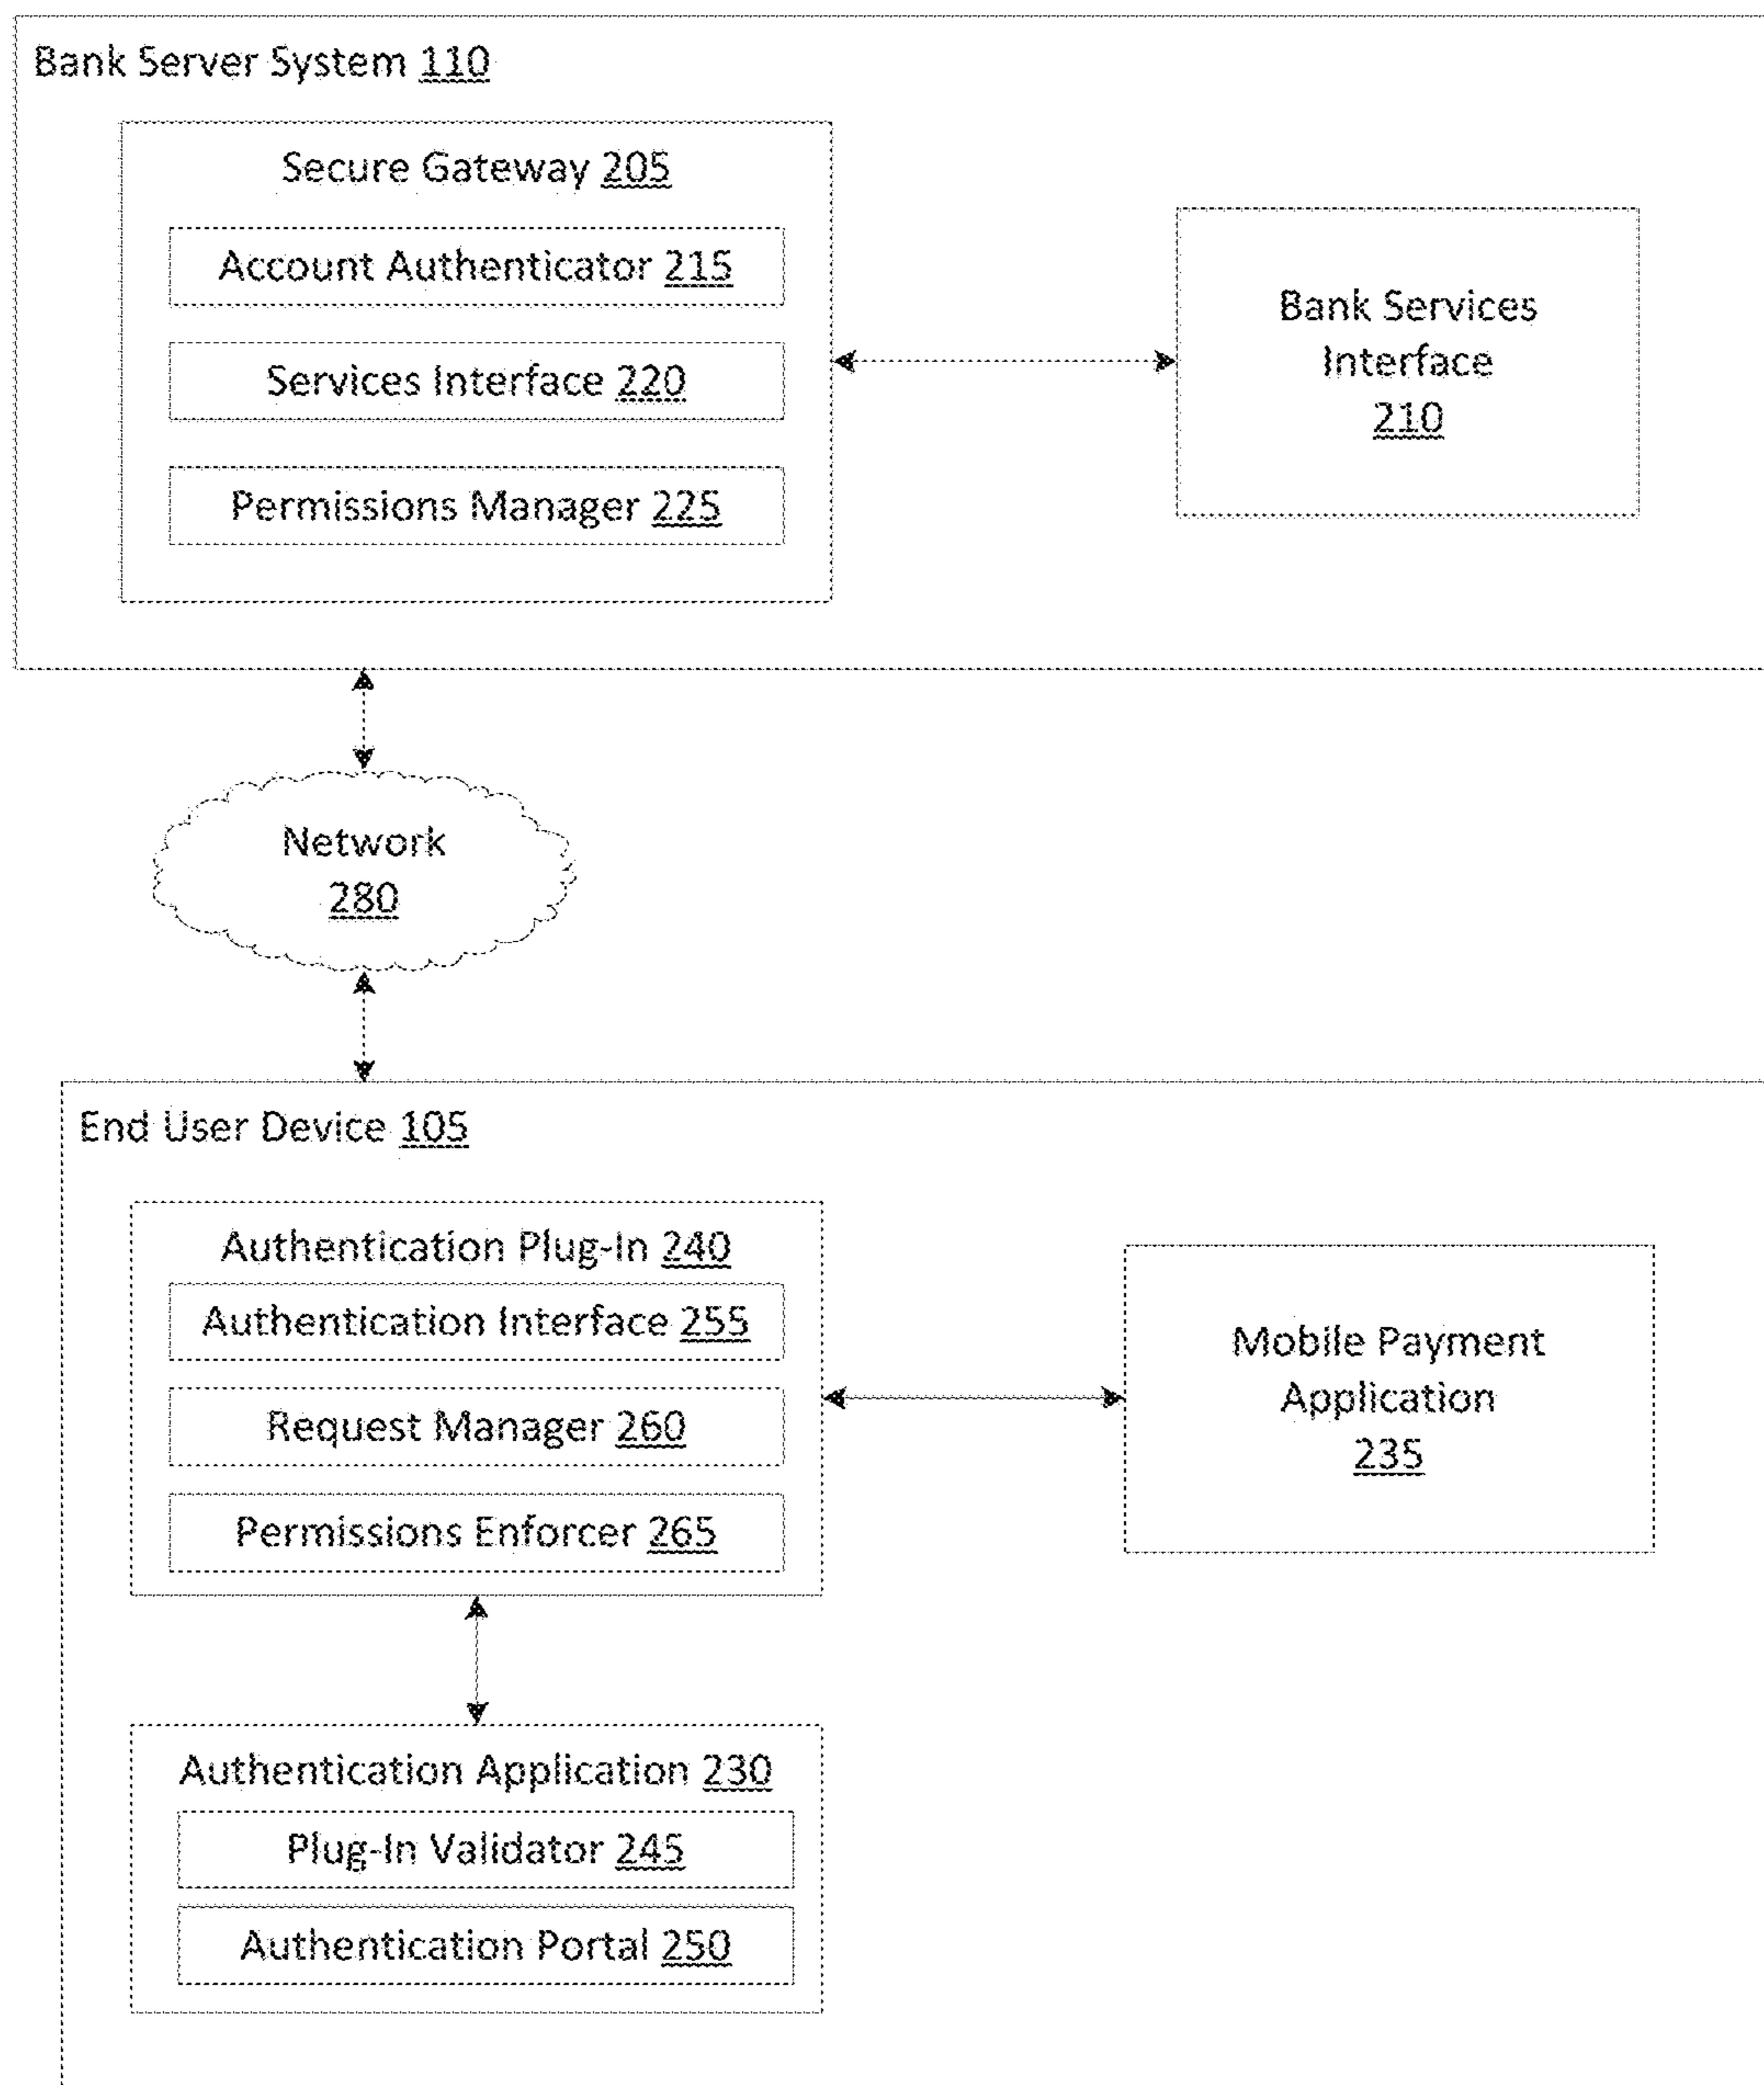 Bank Server System 110
Secure Gateway 205
Account Authenticator 215
Services Interface 220
Permissions Manager 225
Bank Services
Interface
210
Network
280
End User Device 105
Authentication Plug-In 240
Authentication Interface 255
Request Manager 260
Permissions Enforcer 265
Mobile Payment
Application
235
Authentication Application 230
Plug-In Validator 245
Authentication Portal 250